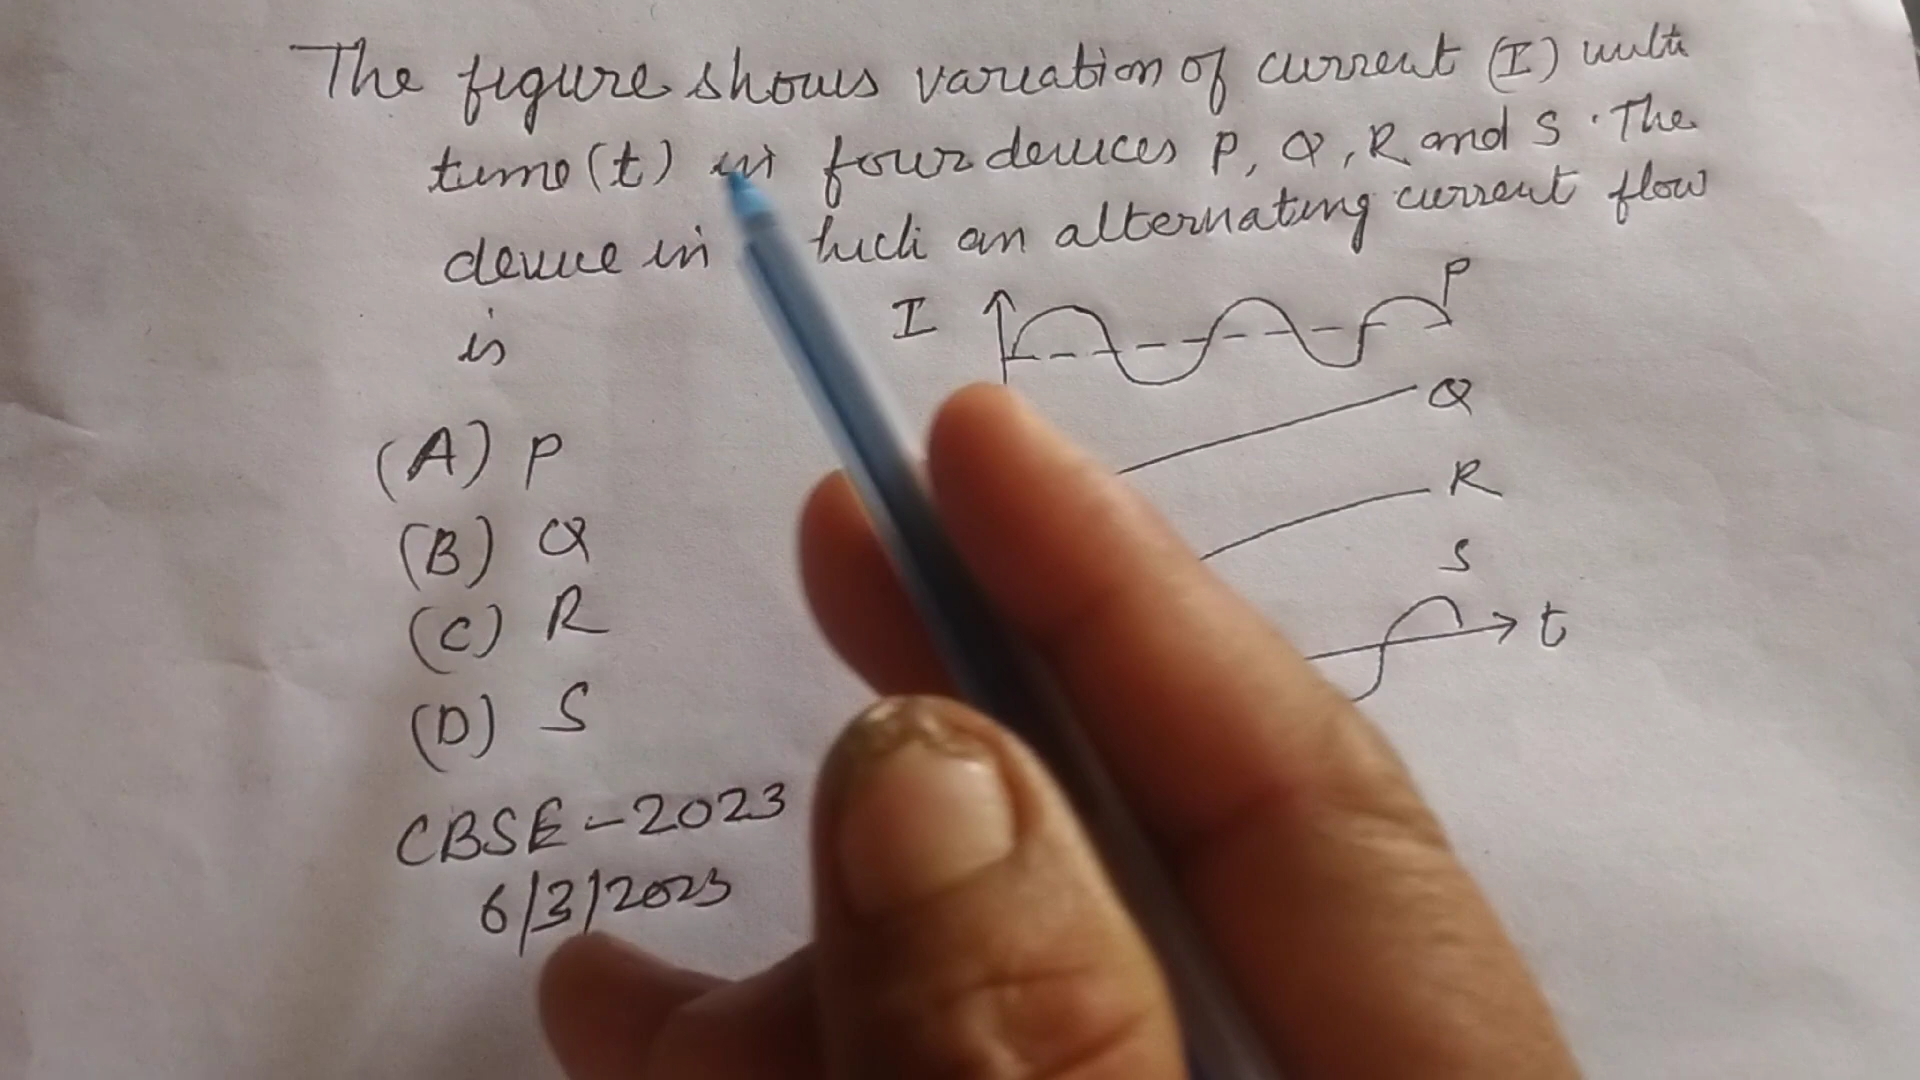 The figure shows variation of current (I) with
time (t) in four devices P, Q, R and S. The
device in which an alternating current flow
is
(A) P
(B) Q
(C) R
(D) S
CBSE-2023
6/3/2023
I
P
Q
R
S
t